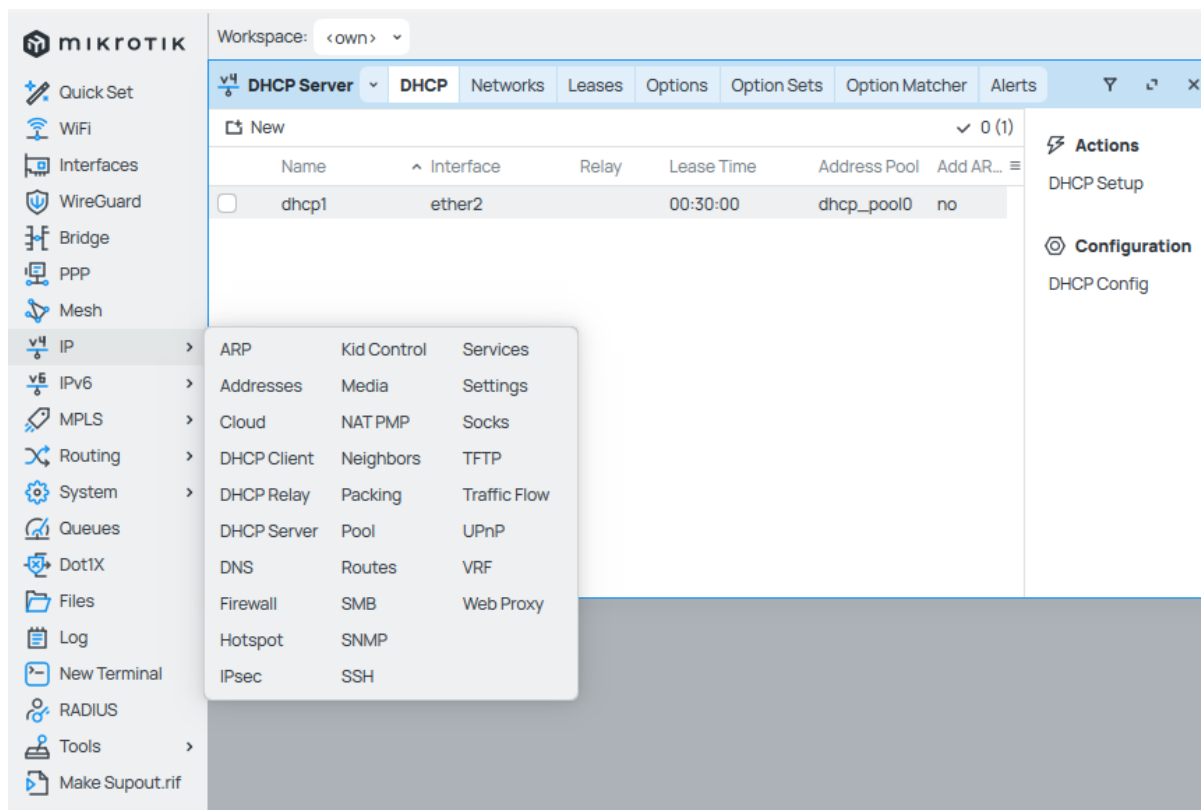 mikrotik
Workspace: <own>
Quick Set
WiFi
Interfaces
WireGuard
Bridge
PPP
Mesh
IP
IPv6
MPLS
Routing
System
Queues
Dot1X
Files
Log
New Terminal
RADIUS
Tools
Make Supout.rif
v4 DHCP Server DHCP Networks Leases Options Option Sets Option Matcher Alerts
New 0 (1)
Name Interface Relay Lease Time Address Pool Add AR...
dhcp1 ether2 00:30:00 dhcp_pool0 no
Actions
DHCP Setup
Configuration
DHCP Config
ARP Kid Control Services
Addresses Media Settings
Cloud NAT PMP Socks
DHCP Client Neighbors TFTP
DHCP Relay Packing Traffic Flow
DHCP Server Pool UPnP
DNS Routes VRF
Firewall SMB Web Proxy
Hotspot SNMP
IPsec SSH